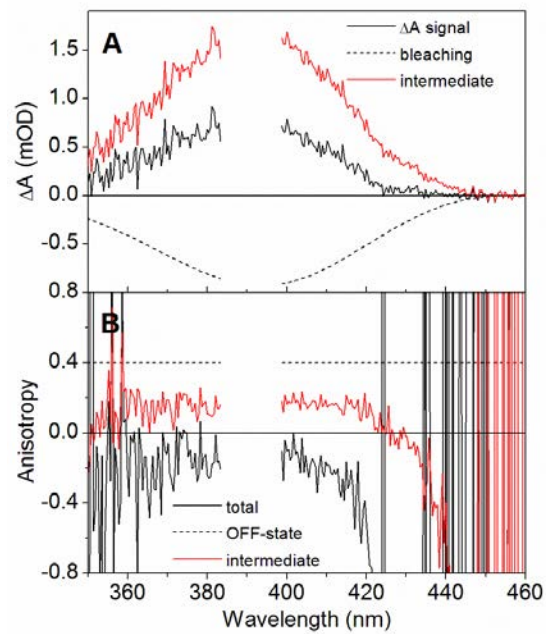 A
ΔA signal
bleaching
intermediate
1.5
1.0
0.5
0.0
-0.5
ΔA (mOD)
B
0.8
0.4
0.0
-0.4
-0.8
Anisotropy
total
OFF-state
intermediate
360 380 400 420 440 460
Wavelength (nm)